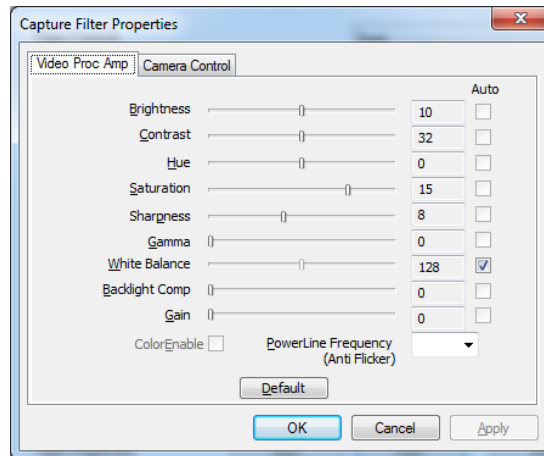 Capture Filter Properties
Video Proc Amp Camera Control
Auto
Brightness 10
Contrast 32
Hue 0
Saturation 15
Sharpness 8
Gamma 0
White Balance 128
Backlight Comp 0
Gain 0
ColorEnable PowerLine Frequency
(Anti Flicker)
Default
OK Cancel Apply